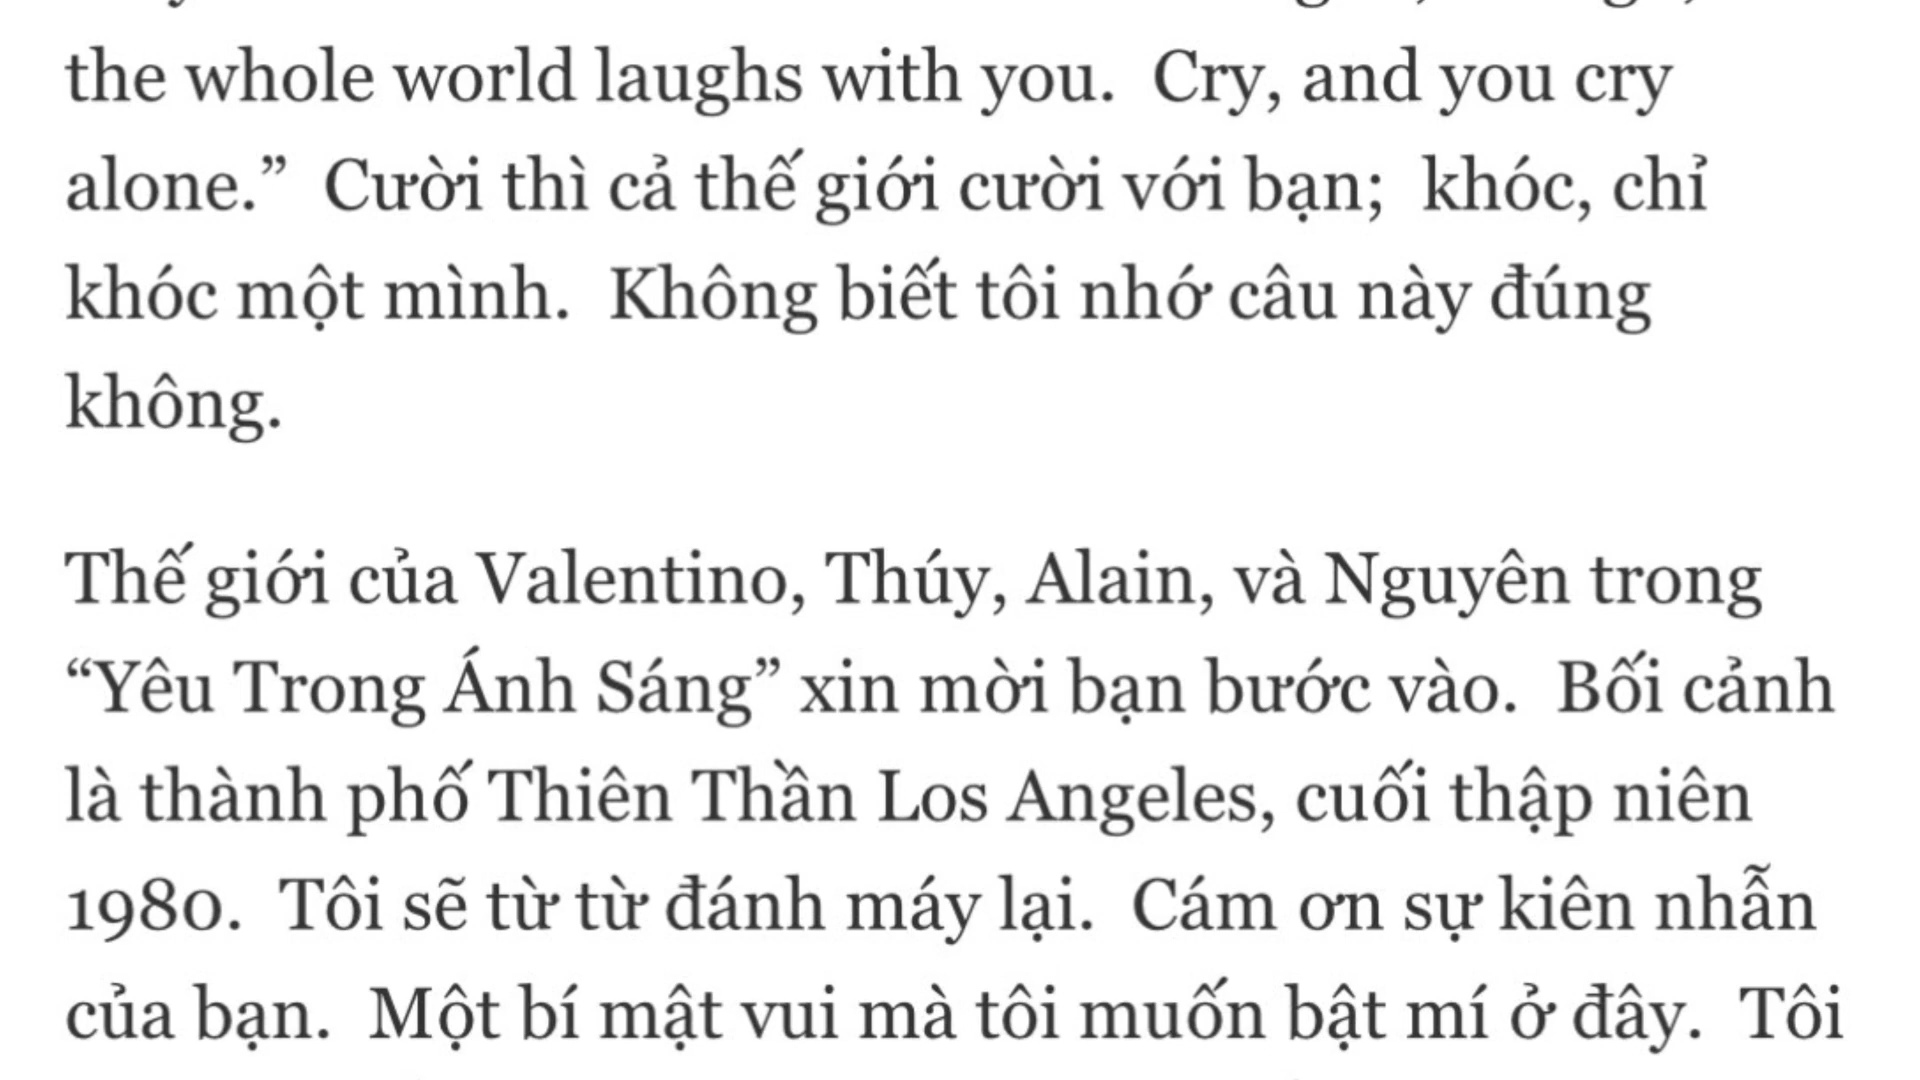 the whole world laughs with you.  Cry, and you cry
alone.”  Cười thì cả thế giới cười với bạn;  khóc, chỉ
khóc một mình.  Không biết tôi nhớ câu này đúng
không.
Thế giới của Valentino, Thúy, Alain, và Nguyên trong
“Yêu Trong Ánh Sáng” xin mời bạn bước vào.  Bối cảnh
là thành phố Thiên Thần Los Angeles, cuối thập niên
1980.  Tôi sẽ từ từ đánh máy lại.  Cám ơn sự kiên nhẫn
của bạn.  Một bí mật vui mà tôi muốn bật mí ở đây.  Tôi